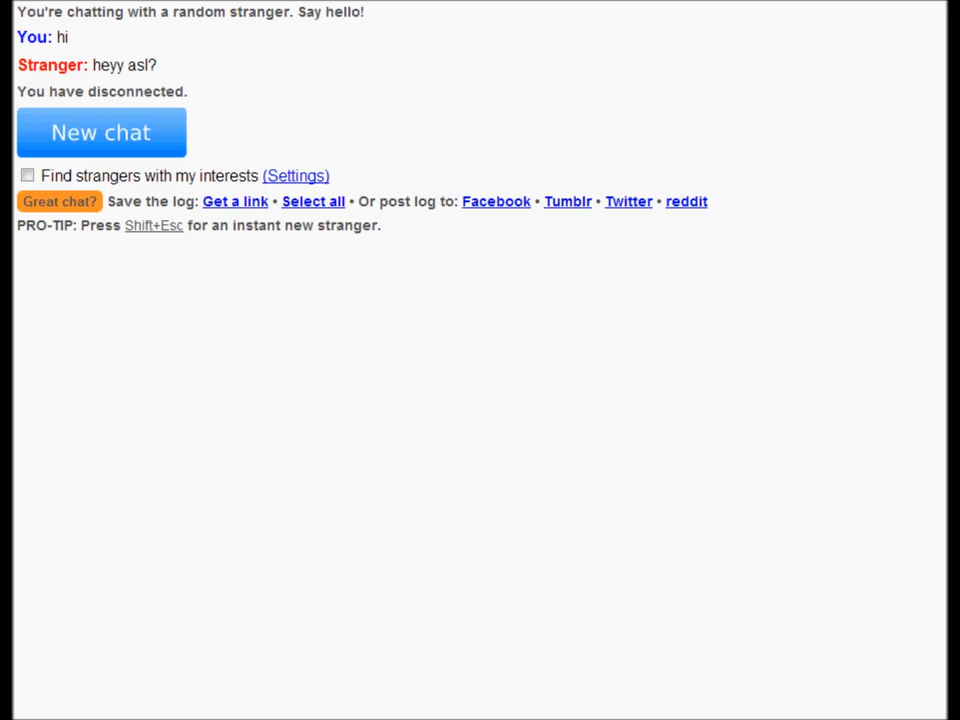 You're chatting with a random stranger. Say hello!
You: hi
Stranger: heyy asl?
You have disconnected.
New chat
Find strangers with my interests (Settings)
Great chat? Save the log: Get a link • Select all • Or post log to: Facebook • Tumblr • Twitter • reddit
PRO-TIP: Press Shift+Esc for an instant new stranger.